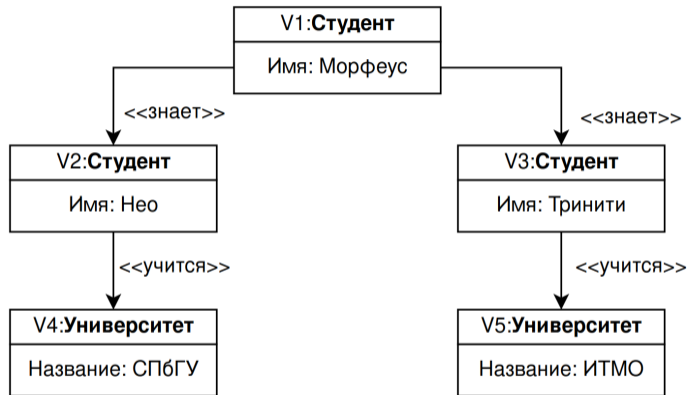 V1:Студент
Имя: Морфеус
<<знает>>
<<знает>>
V2:Студент
Имя: Нео
V3:Студент
Имя: Тринити
<<учится>>
<<учится>>
V4:Университет
Название: СПбГУ
V5:Университет
Название: ИТМО